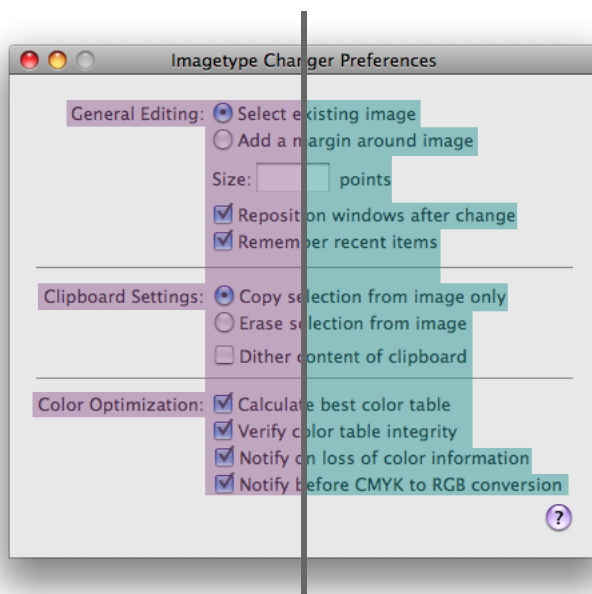 Imagetype Changer Preferences
General Editing: Select existing image
Add a margin around image
Size: points
Reposition windows after change
Remember recent items
Clipboard Settings: Copy selection from image only
Erase selection from image
Dither content of clipboard
Color Optimization: Calculate best color table
Verify color table integrity
Notify on loss of color information
Notify before CMYK to RGB conversion
?